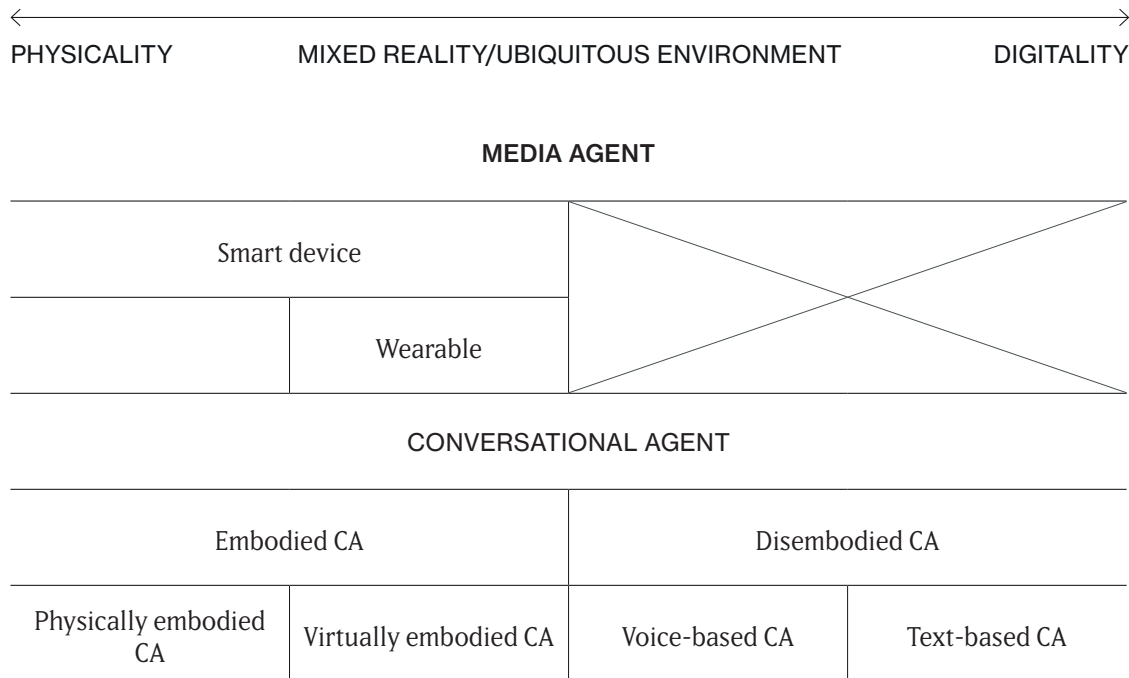 PHYSICALITY MIXED REALITY/UBIQUITOUS ENVIRONMENT DIGITALITY
MEDIA AGENT
Smart device
Wearable
CONVERSATIONAL AGENT
Embodied CA Disembodied CA
Physically embodied
CA
Virtually embodied CA
Voice-based CA
Text-based CA